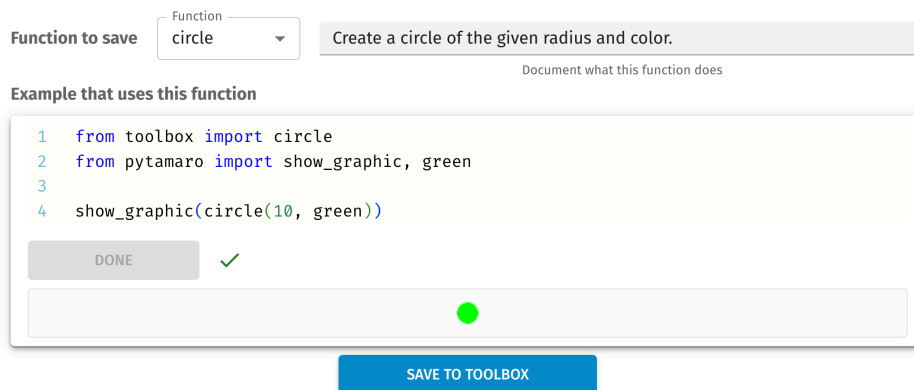 Function
Function to save circle Create a circle of the given radius and color.
Document what this function does
Example that uses this function
1 from toolbox import circle
2 from pytamaro import show_graphic, green
3
4 show_graphic(circle(10, green))
DONE
SAVE TO TOOLBOX